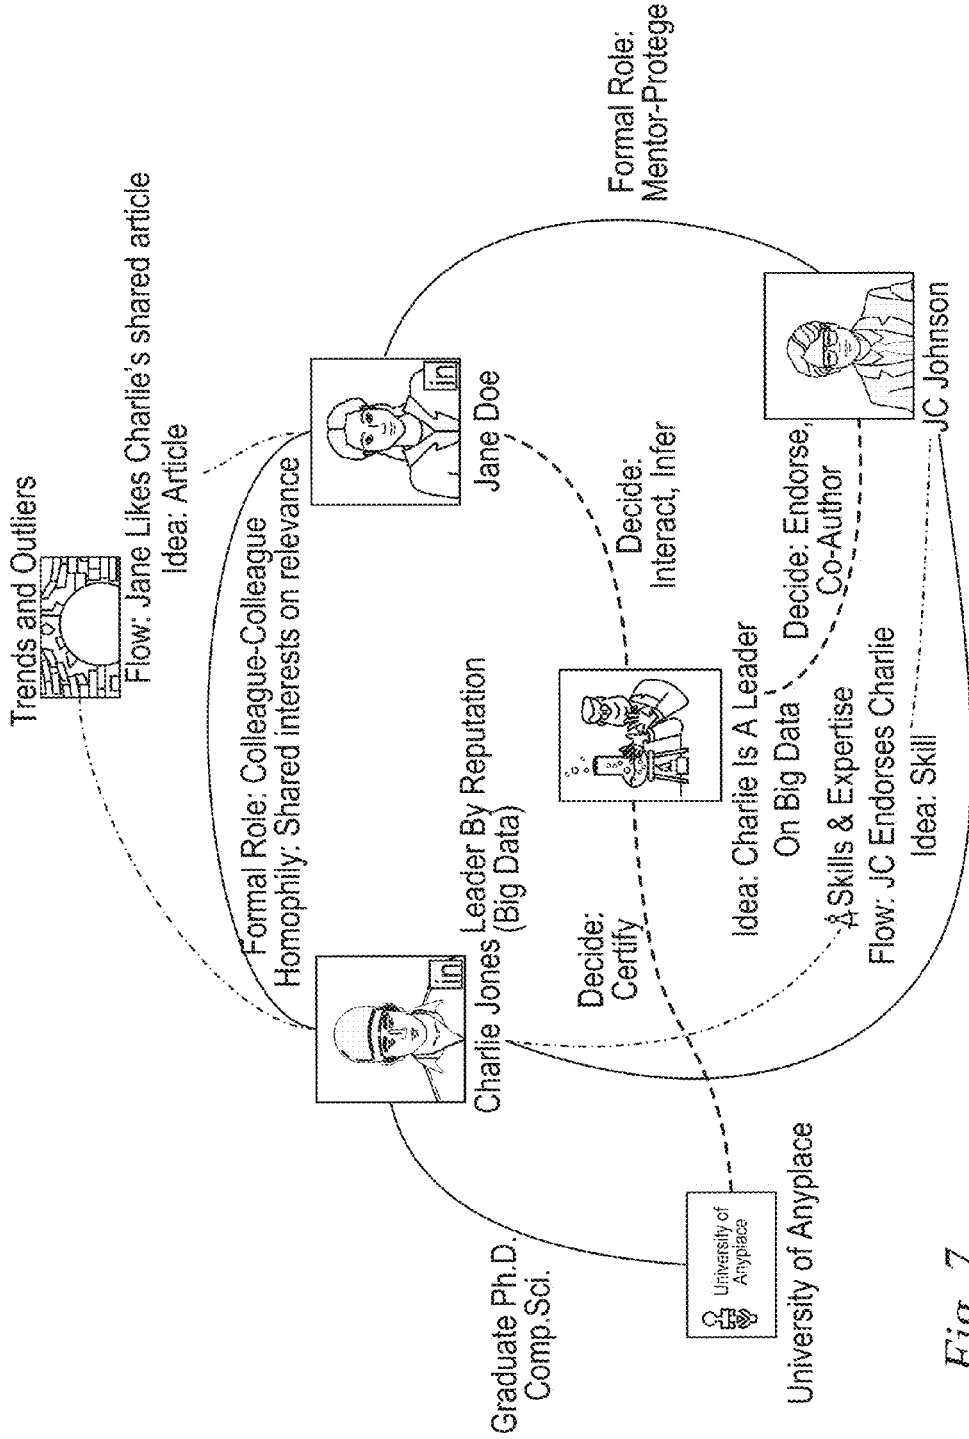 Trends and Outliers
Flow: Jane Likes Charlie's shared article
Idea: Article
Formal Role: Colleague-Colleague
Homophily: Shared interests on relevance
Formal Role:
Mentor-Protege
in
Charlie Jones
Leader By Reputation
(Big Data)
in
Jane Doe
Graduate Ph.D.
Comp.Sci.
Decide:
Certify
Decide:
Interact, Infer
University of
Anyplace
University of Anyplace
Idea: Charlie Is A Leader
On Big Data
Decide: Endorse,
Co-Author
JC Johnson
Skills & Expertise
Flow: JC Endorses Charlie
Idea: Skill
Fig. 7